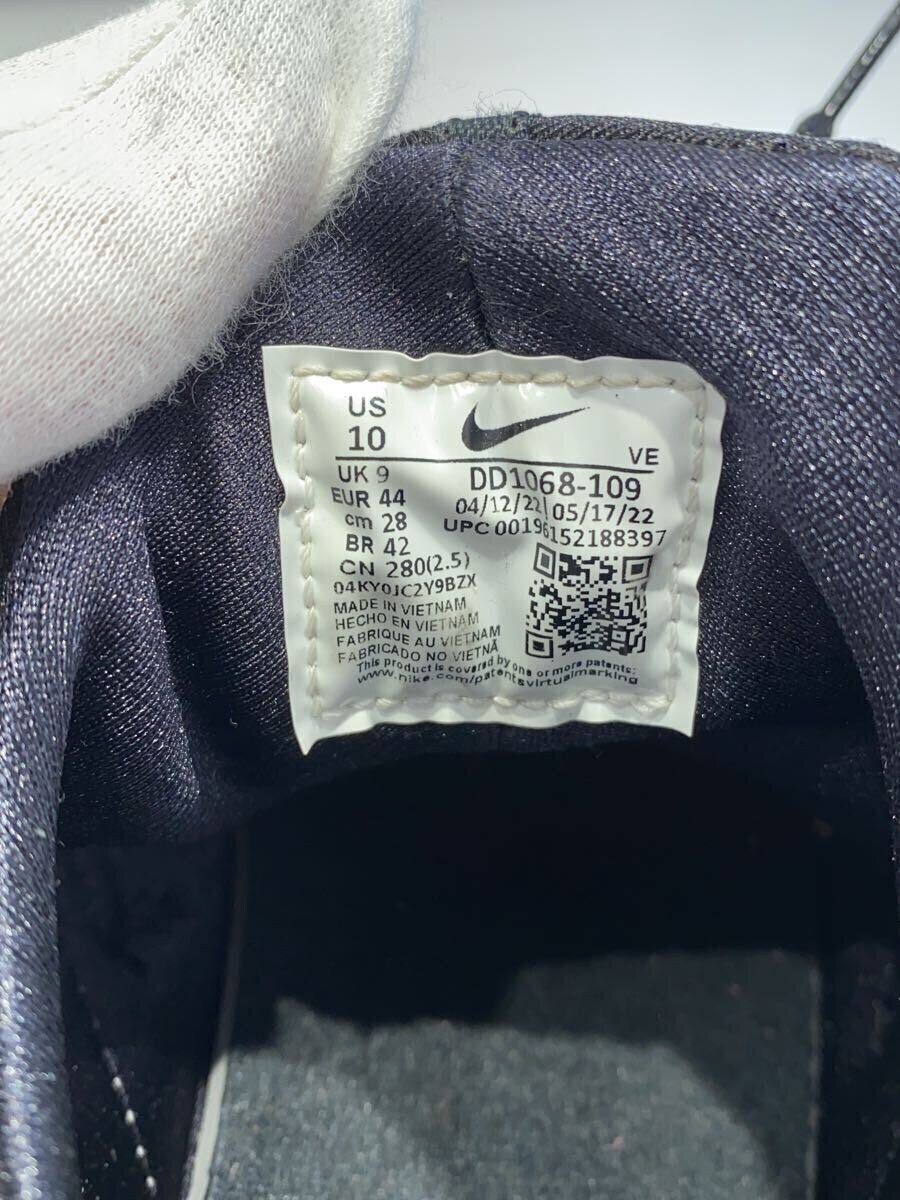 US
10
VE
UK 9
DD1068-109
EUR 44
04/12/22 05/17/22
cm 28
UPC 00196152188397
BR 42
CN 280(2.5)
04KY0JC2Y9BZX
MADE IN VIETNAM
HECHO EN VIETNAM
FABRIQUE AU VIETNAM
FABRICADO NO VIETNÃ
This product is covered by one or more patents:
www.nike.com/patents&virtualmarking